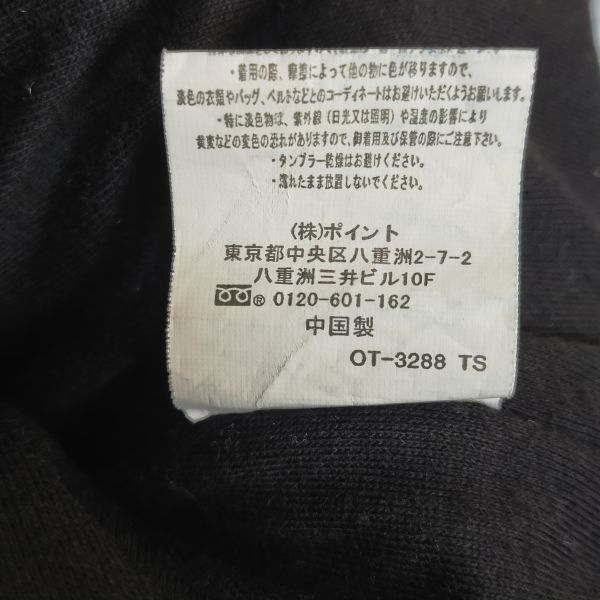 ・着用の際、摩擦によって他の物に色が移りますので、
淡色の衣類やバッグ、ベルトなどとのコーディネートはお避けいただくようお願いします。
・特に淡色物は、紫外線(日光又は照明)や湿度の影響により
黄変などの変色の恐れがありますので、御着用及び保管の際にご注意下さい。
・タンブラー乾燥はお避けください。
・濡れたまま放置しないでください。
(株)ポイント
東京都中央区八重洲2-7-2
八重洲三井ビル10F
® 0120-601-162
中国製
OT-3288 TS